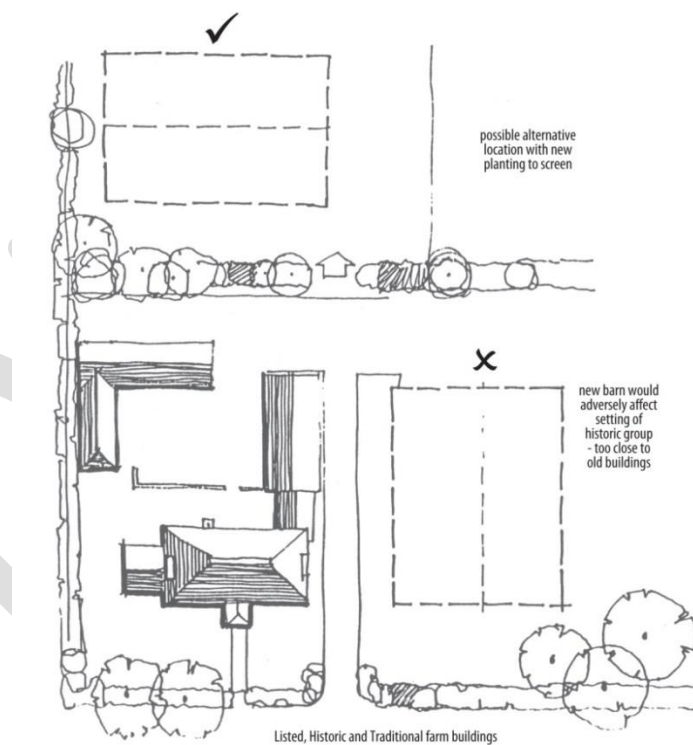 possible alternative
location with new
planting to screen
new barn would
adversely affect
setting of
historic group
- too close to
old buildings
Listed, Historic and Traditional farm buildings